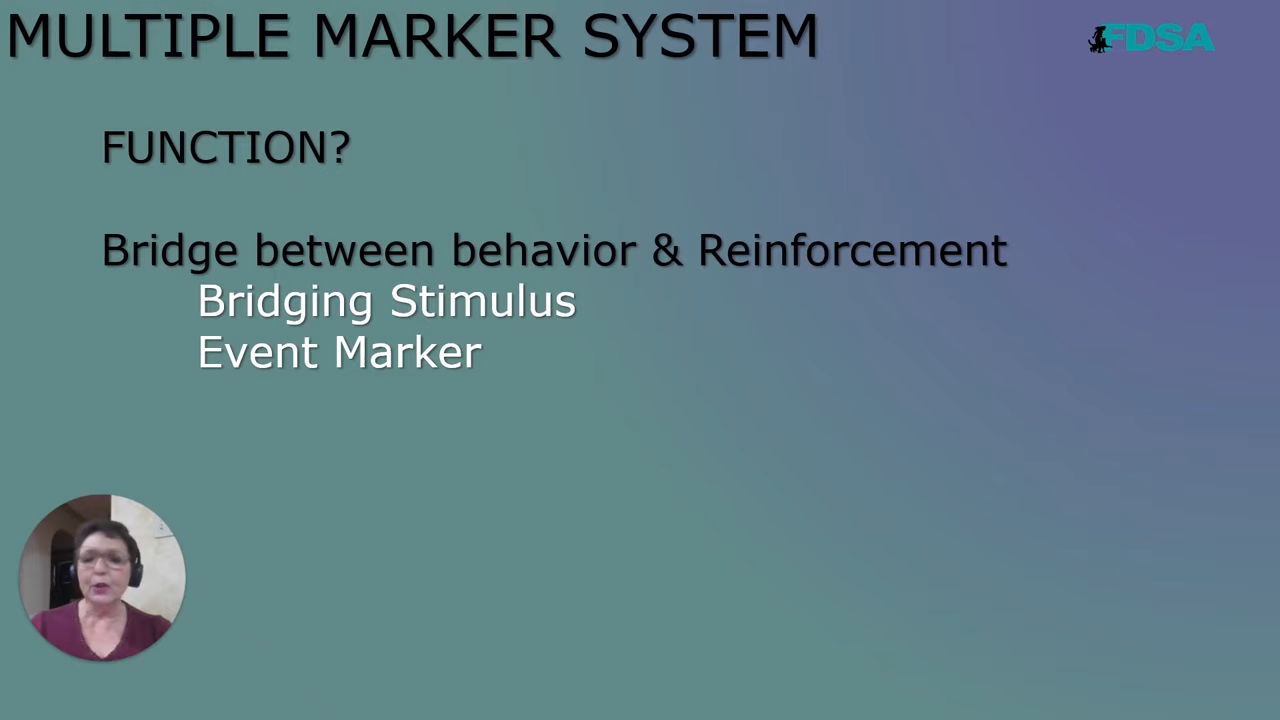 MULTIPLE MARKER SYSTEM
FDSA
FUNCTION?
Bridge between behavior & Reinforcement
Bridging Stimulus
Event Marker